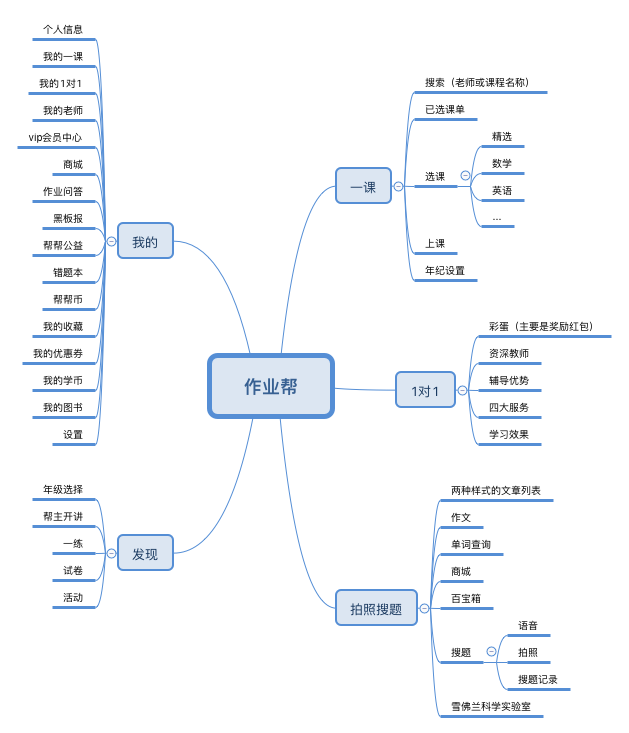 作业帮
一课
搜索（老师或课程名称）
已选课单
选课
精选
数学
英语
...
上课
年纪设置
1对1
彩蛋（主要是奖励红包）
资深教师
辅导优势
四大服务
学习效果
拍照搜题
两种样式的文章列表
作文
单词查询
商城
百宝箱
搜题
语音
拍照
搜题记录
雪佛兰科学实验室
我的
个人信息
我的一课
我的1对1
我的老师
vip会员中心
商城
作业问答
黑板报
帮帮公益
错题本
帮帮币
我的收藏
我的优惠券
我的学币
我的图书
设置
发现
年级选择
帮主开讲
一练
试卷
活动